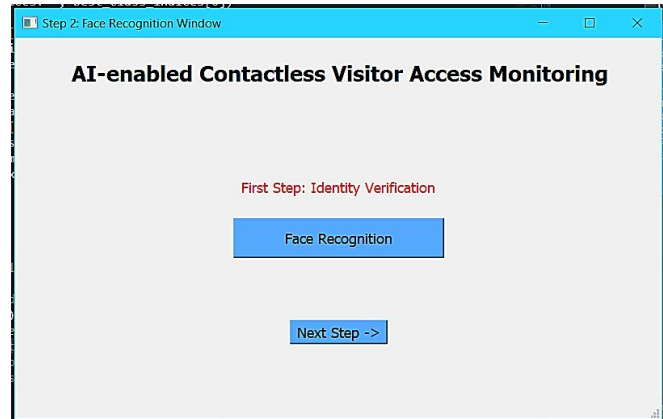 Step 2: Face Recognition Window
AI-enabled Contactless Visitor Access Monitoring
First Step: Identity Verification
Face Recognition
Next Step ->